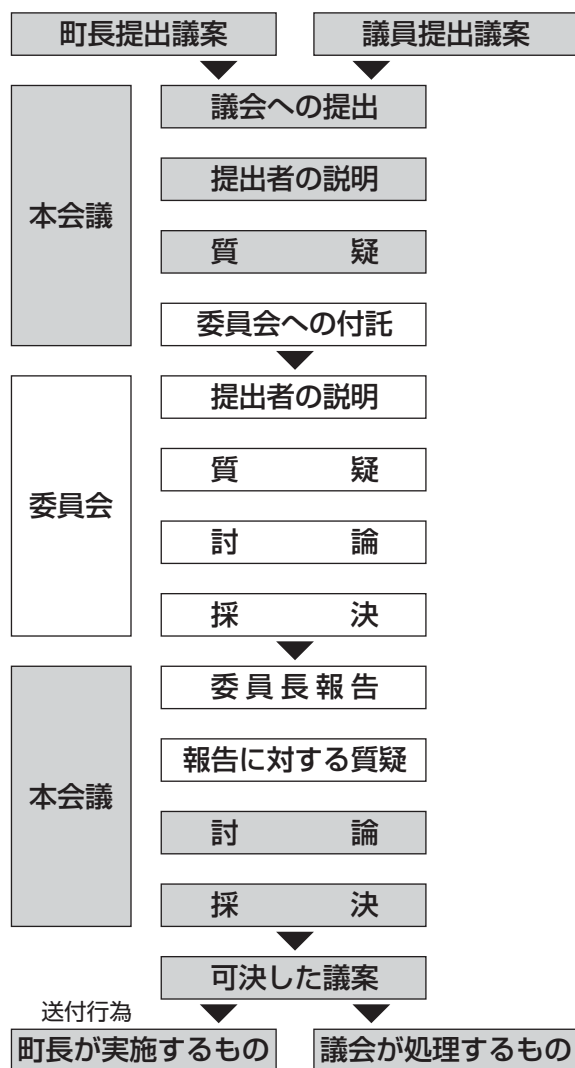 町長提出議案
議員提出議案
本会議
議会への提出
提出者の説明
質 疑
委員会への付託
委員会
提出者の説明
質 疑
討 論
採 決
本会議
委員長報告
報告に対する質疑
討 論
採 決
可決した議案
送付行為
町長が実施するもの
議会が処理するもの